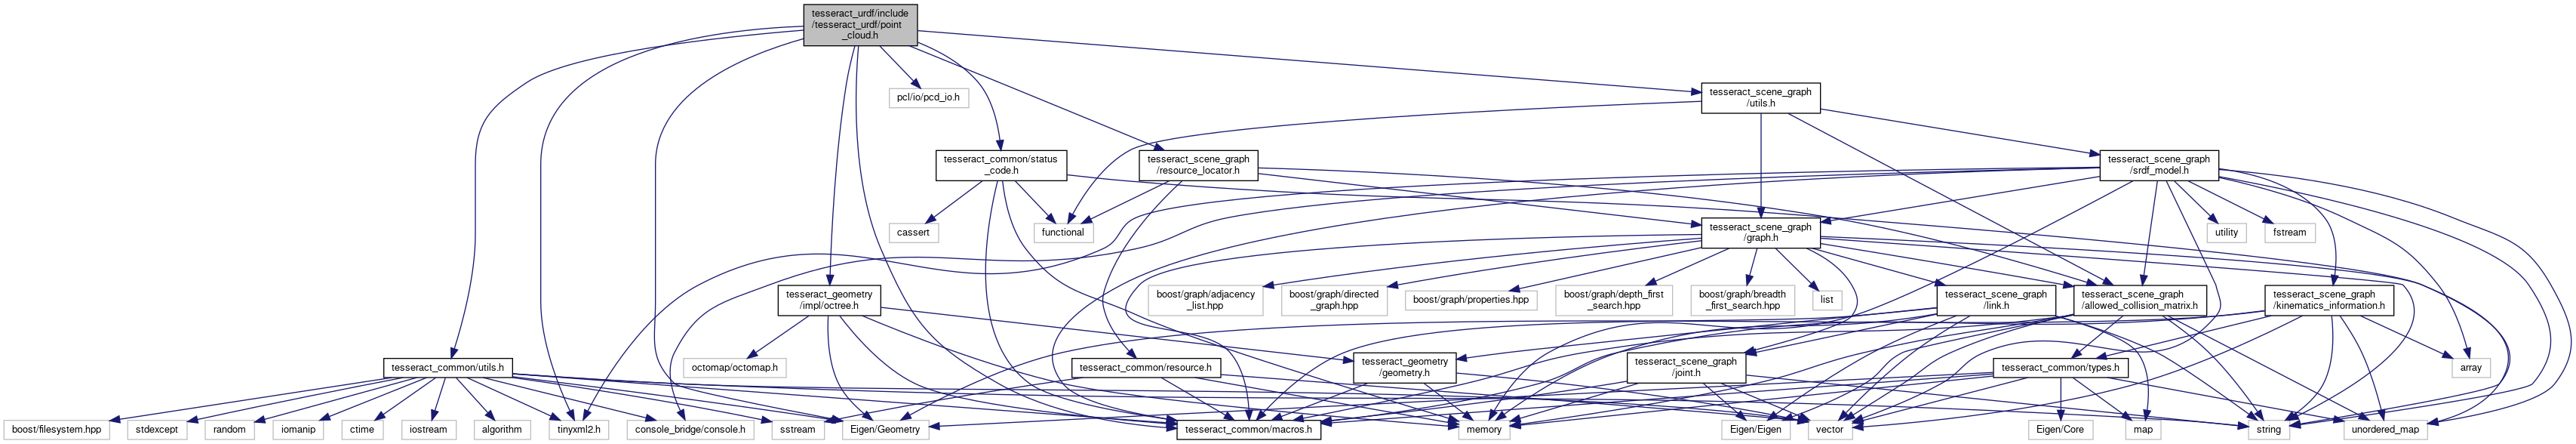 tesseract_urdf/include
/tesseract_urdf/point
_cloud.h
pcl/io/pcd_io.h
tesseract_scene_graph
/utils.h
tesseract_common/status
_code.h
tesseract_scene_graph
/resource_locator.h
tesseract_scene_graph
/srdf_model.h
cassert
functional
tesseract_scene_graph
/graph.h
utility
fstream
tesseract_geometry
/impl/octree.h
boost/graph/adjacency
_list.hpp
boost/graph/directed
_graph.hpp
boost/graph/properties.hpp
boost/graph/depth_first
_search.hpp
boost/graph/breadth
_first_search.hpp
list
tesseract_scene_graph
/link.h
tesseract_scene_graph
/allowed_collision_matrix.h
tesseract_scene_graph
/kinematics_information.h
tesseract_common/utils.h
octomap/octomap.h
tesseract_common/resource.h
tesseract_geometry
/geometry.h
tesseract_scene_graph
/joint.h
tesseract_common/types.h
array
boost/filesystem.hpp
stdexcept
random
iomanip
ctime
iostream
algorithm
tinyxml2.h
console_bridge/console.h
sstream
Eigen/Geometry
tesseract_common/macros.h
memory
Eigen/Eigen
vector
Eigen/Core
map
string
unordered_map